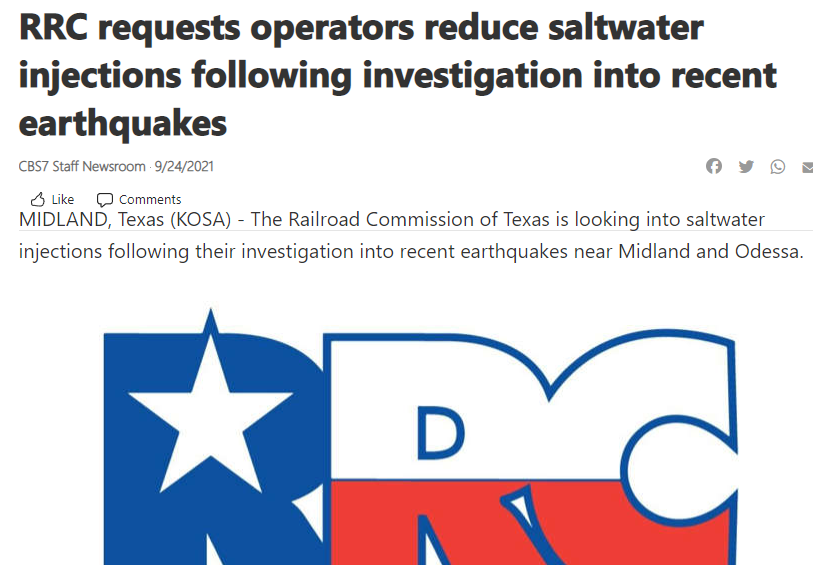 RRC requests operators reduce saltwater
injections following investigation into recent
earthquakes
CBS7 Staff Newsroom · 9/24/2021
Like Comments
MIDLAND, Texas (KOSA) - The Railroad Commission of Texas is looking into saltwater
injections following their investigation into recent earthquakes near Midland and Odessa.
RRC